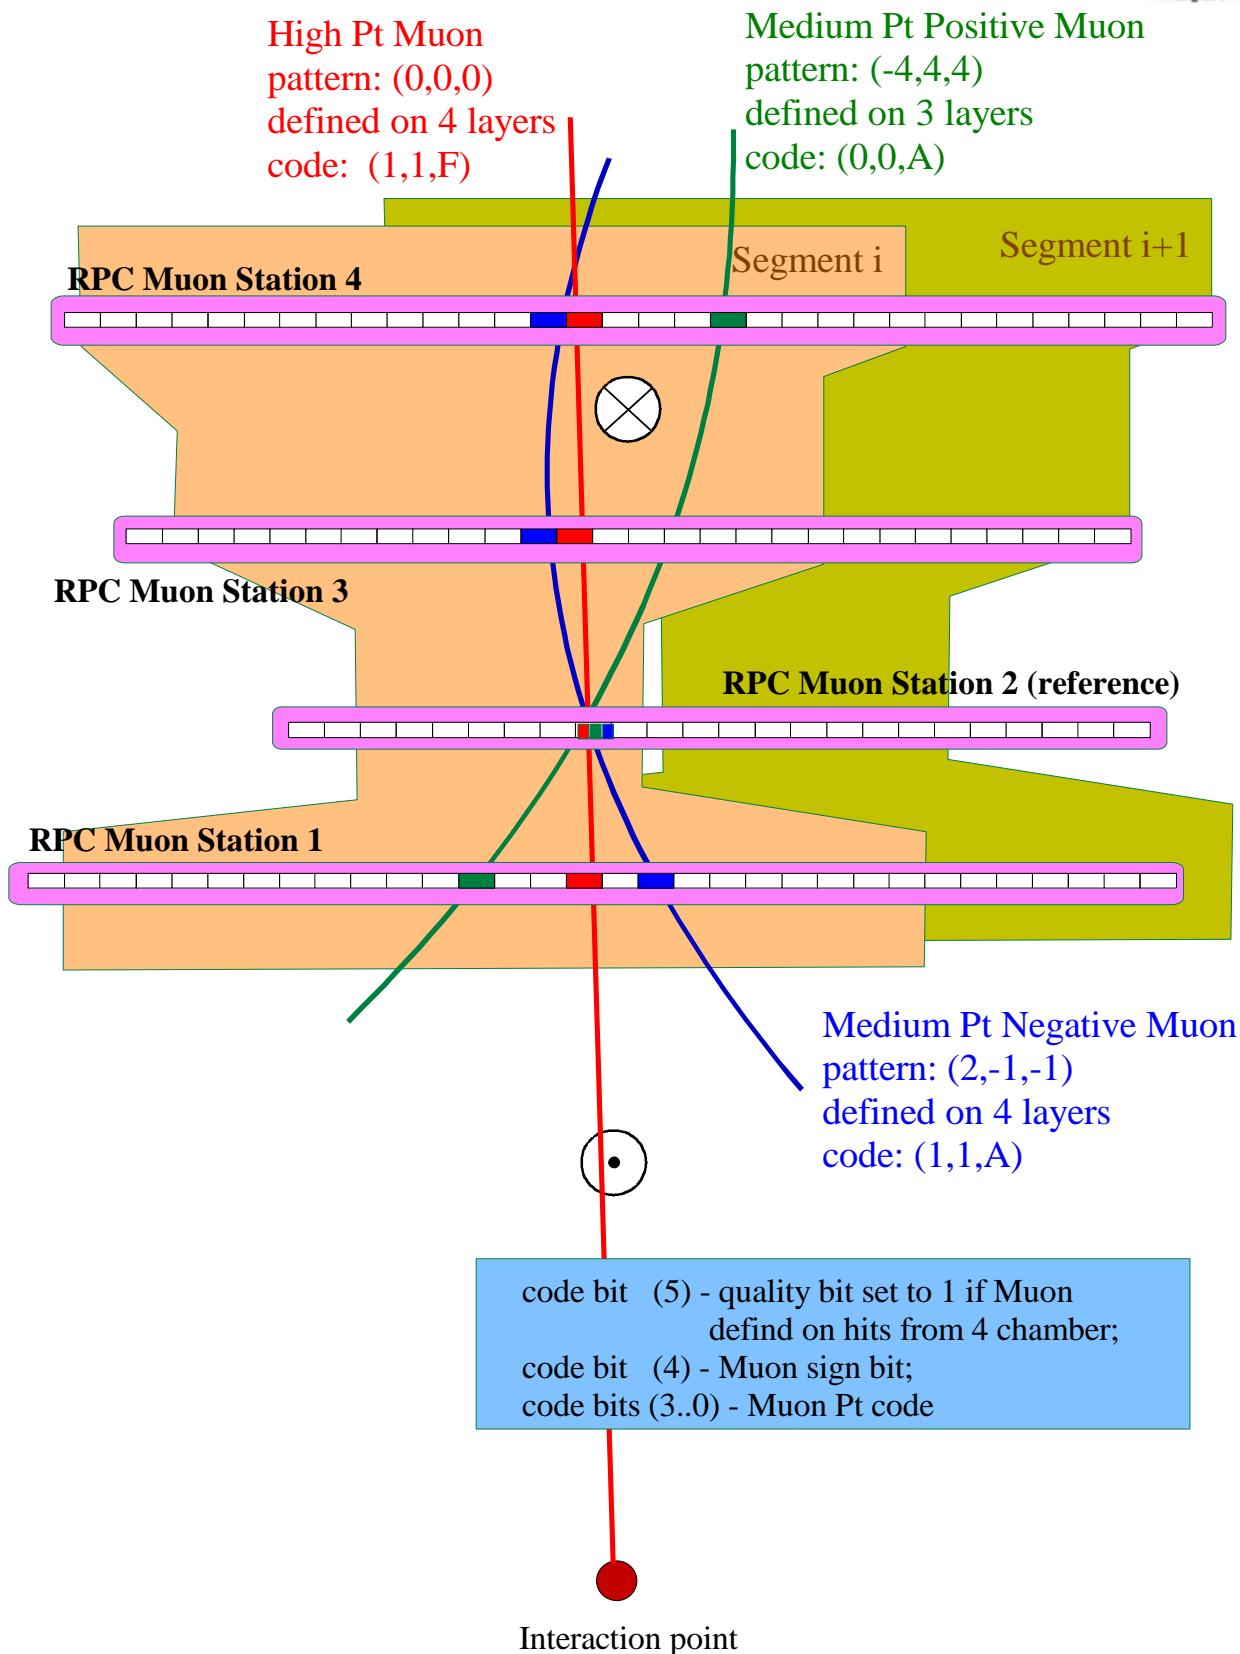 High Pt Muon
pattern: (0,0,0)
defined on 4 layers
code: (1,1,F)
Medium Pt Positive Muon
pattern: (-4,4,4)
defined on 3 layers
code: (0,0,A)
Segment i
Segment i+1
RPC Muon Station 4
RPC Muon Station 3
RPC Muon Station 2 (reference)
RPC Muon Station 1
Medium Pt Negative Muon
pattern: (2,-1,-1)
defined on 4 layers
code: (1,1,A)
code bit (5) - quality bit set to 1 if Muon
defind on hits from 4 chamber;
code bit (4) - Muon sign bit;
code bits (3..0) - Muon Pt code
Interaction point